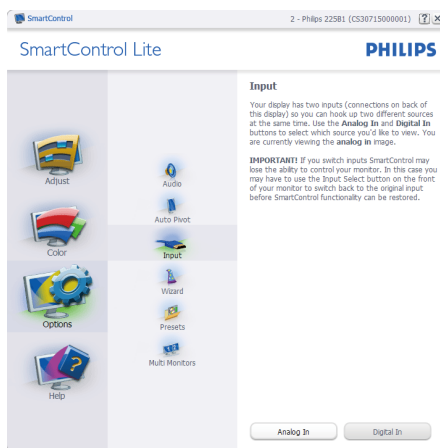 SmartControl
2 - Philips 225B1 (CS30715000001)
SmartControl Lite
PHILIPS
Adjust
Color
Options
Help
Audio
Auto Pivot
Input
Wizard
Presets
Multi Monitors
Input
Your display has two inputs (connections on back of
this display) so you can hook up two different sources
at the same time. Use the Analog In and Digital In
buttons to select which source you'd like to view. You
are currently viewing the analog in image.
IMPORTANT! If you switch inputs SmartControl may
lose the ability to control your monitor. In this case you
may have to use the Input Select button on the front
of your monitor to switch back to the original input
before SmartControl functionality can be restored.
Analog In
Digital In